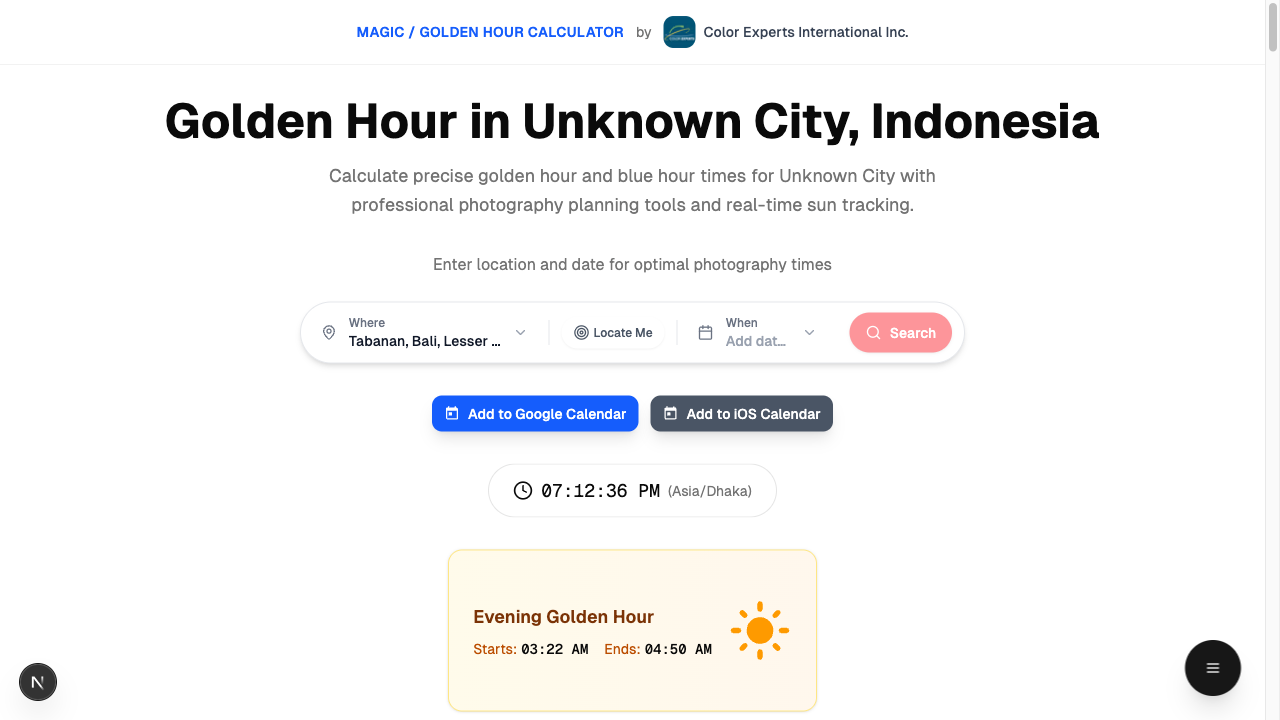 MAGIC / GOLDEN HOUR CALCULATOR by Color Experts International Inc.
Golden Hour in Unknown City, Indonesia
Calculate precise golden hour and blue hour times for Unknown City with
professional photography planning tools and real-time sun tracking.
Enter location and date for optimal photography times
Where
Tabanan, Bali, Lesser ...
Locate Me
When
Add dat...
Search
Add to Google Calendar
Add to iOS Calendar
07:12:36 PM (Asia/Dhaka)
Evening Golden Hour
Starts: 03:22 AM Ends: 04:50 AM
N